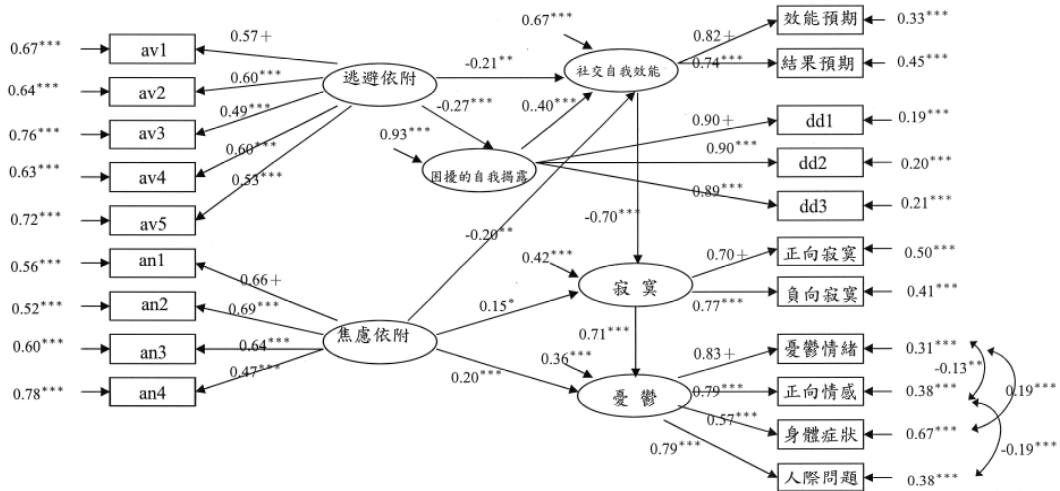 0.67*** 效能預期 0.33***
0.67*** av1 0.57+ 0.82+
逃避依附 -0.21** 社交自我效能 0.74*** 結果預期 0.45***
0.64*** av2 0.60***
-0.27*** 0.40***
0.76*** av3 0.49*** 0.93*** 0.90+ dd1 0.19***
0.63*** av4 0.60*** 困擾的自我揭露 0.90*** dd2 0.20***
0.53*** 0.89*** dd3 0.21***
0.72*** av5 -0.20** -0.70***
0.56*** an1 0.42*** 0.70+ 正向寂寞 0.50***
0.66+ 寂寞
0.52*** an2 0.69*** 0.15* 0.77*** 負向寂寞 0.41***
焦慮依附 0.71***
0.60*** an3 0.64*** 0.36*** 0.83+ 憂鬱情緒 0.31***
-0.13**
0.47*** 0.20*** 憂鬱 0.79*** 正向情感 0.38*** 0.19***
0.78*** an4 0.57***
身體症狀 0.67***
0.79*** -0.19***
人際問題 0.38***